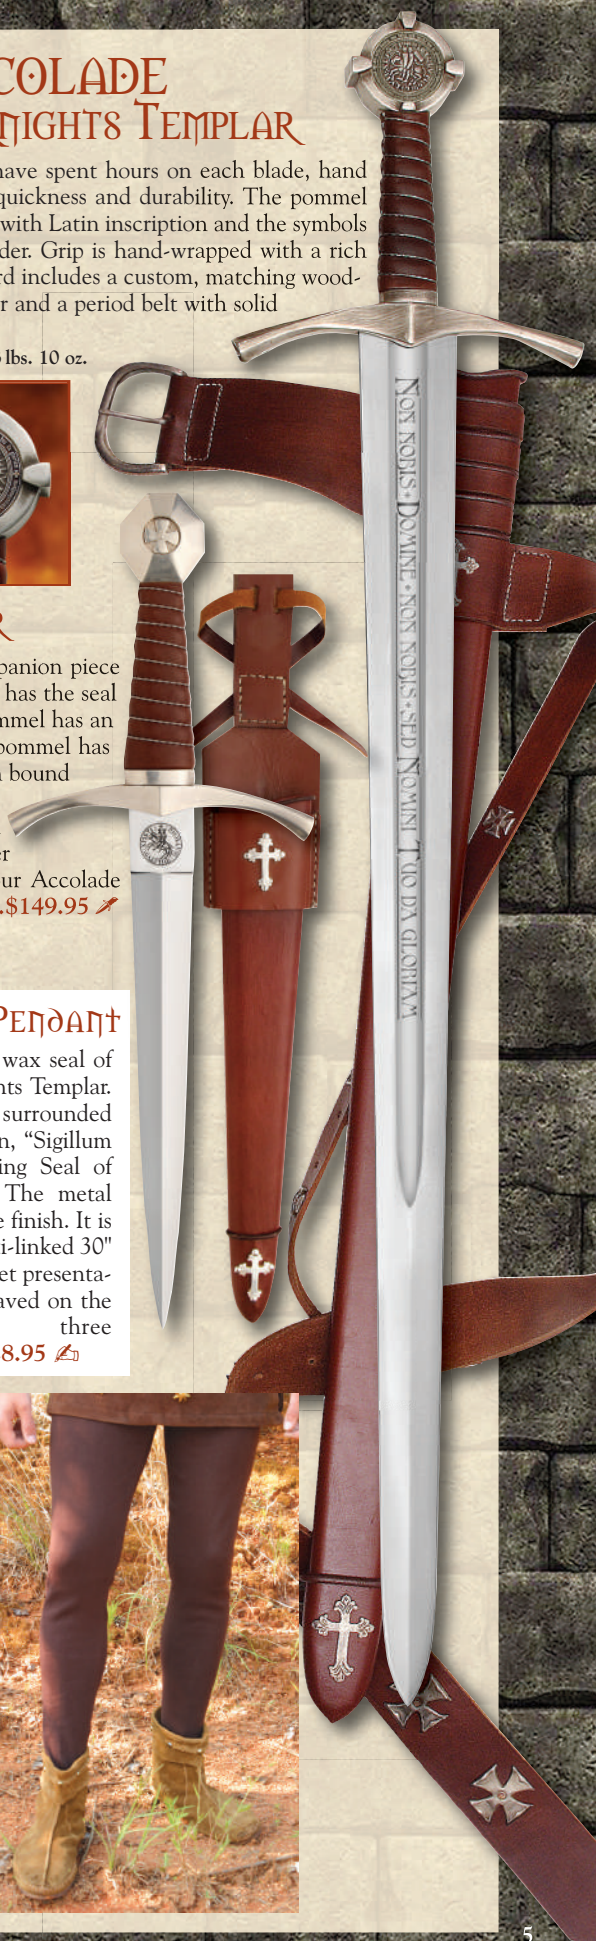 COLADE
NIGHTS TEMPLAR
have spent hours on each blade, hand
quickness and durability. The pommel
with Latin inscription and the symbols
der. Grip is hand-wrapped with a rich
rd includes a custom, matching wood-
r and a period belt with solid
lbs. 10 oz.
NON NOBIS • DOMINE • NON NOBIS • SED NOMINI TUO DA GLORIAM
R
panion piece
has the seal
mmel has an
pommel has
n bound
er
ur Accolade
.$149.95
PENDANT
wax seal of
hts Templar.
surrounded
n, “Sigillum
ing Seal of
The metal
e finish. It is
i-linked 30"
et presenta-
aved on the
three
8.95
5